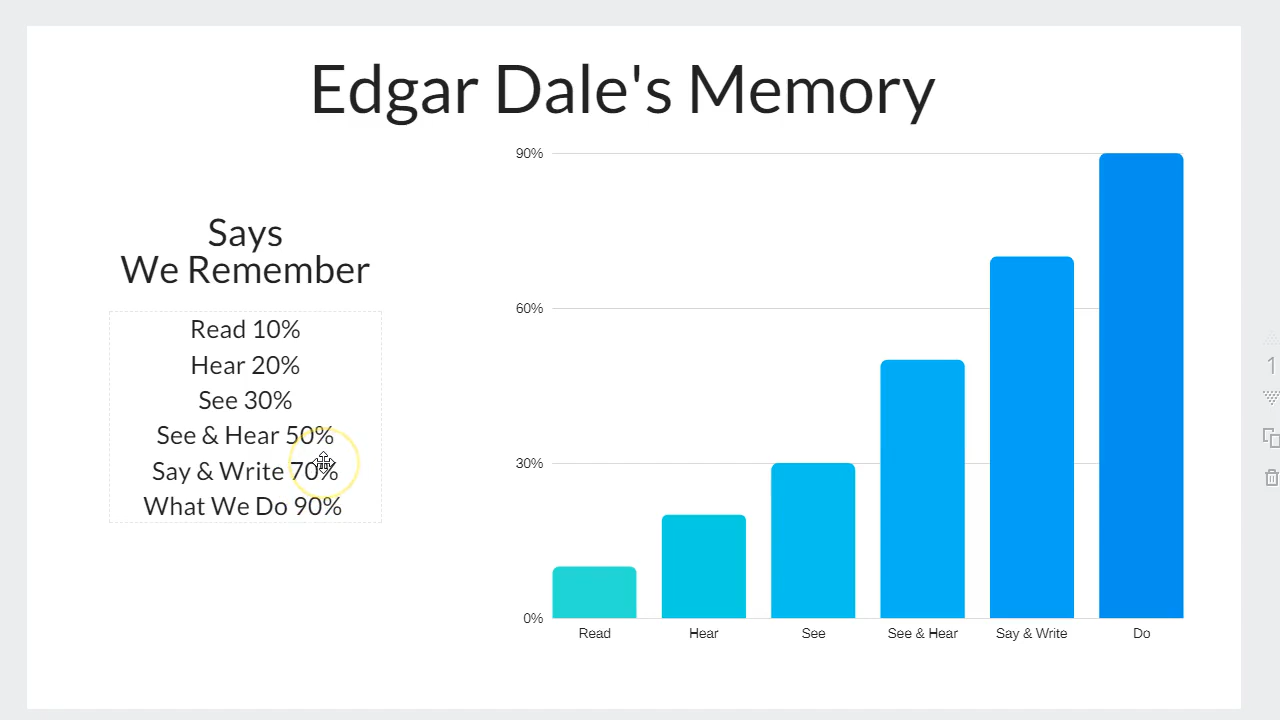 Edgar Dale's Memory
Says
We Remember
Read 10%
Hear 20%
See 30%
See & Hear 50%
Say & Write 70%
What We Do 90%
90%
60%
30%
0%
Read
Hear
See
See & Hear
Say & Write
Do
1